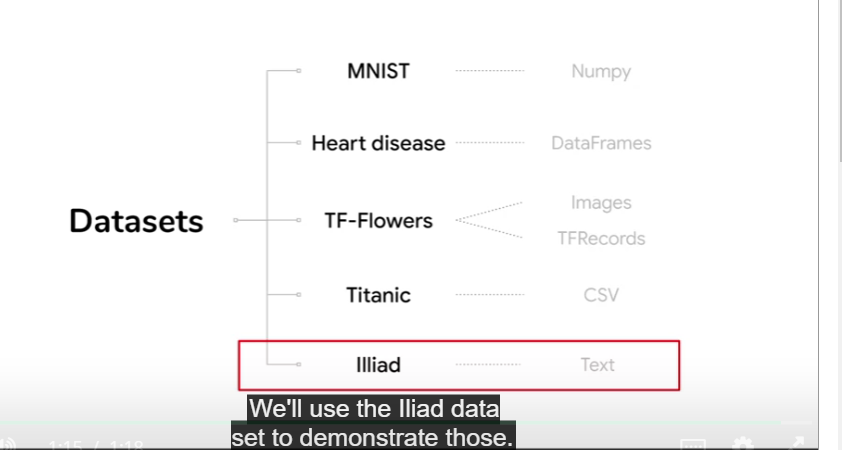 MNIST Numpy
Heart disease DataFrames
Images
Datasets TF-Flowers
TFRecords
Titanic CSV
Illiad Text
We'll use the Iliad data
set to demonstrate those.
1:15 / 1:18